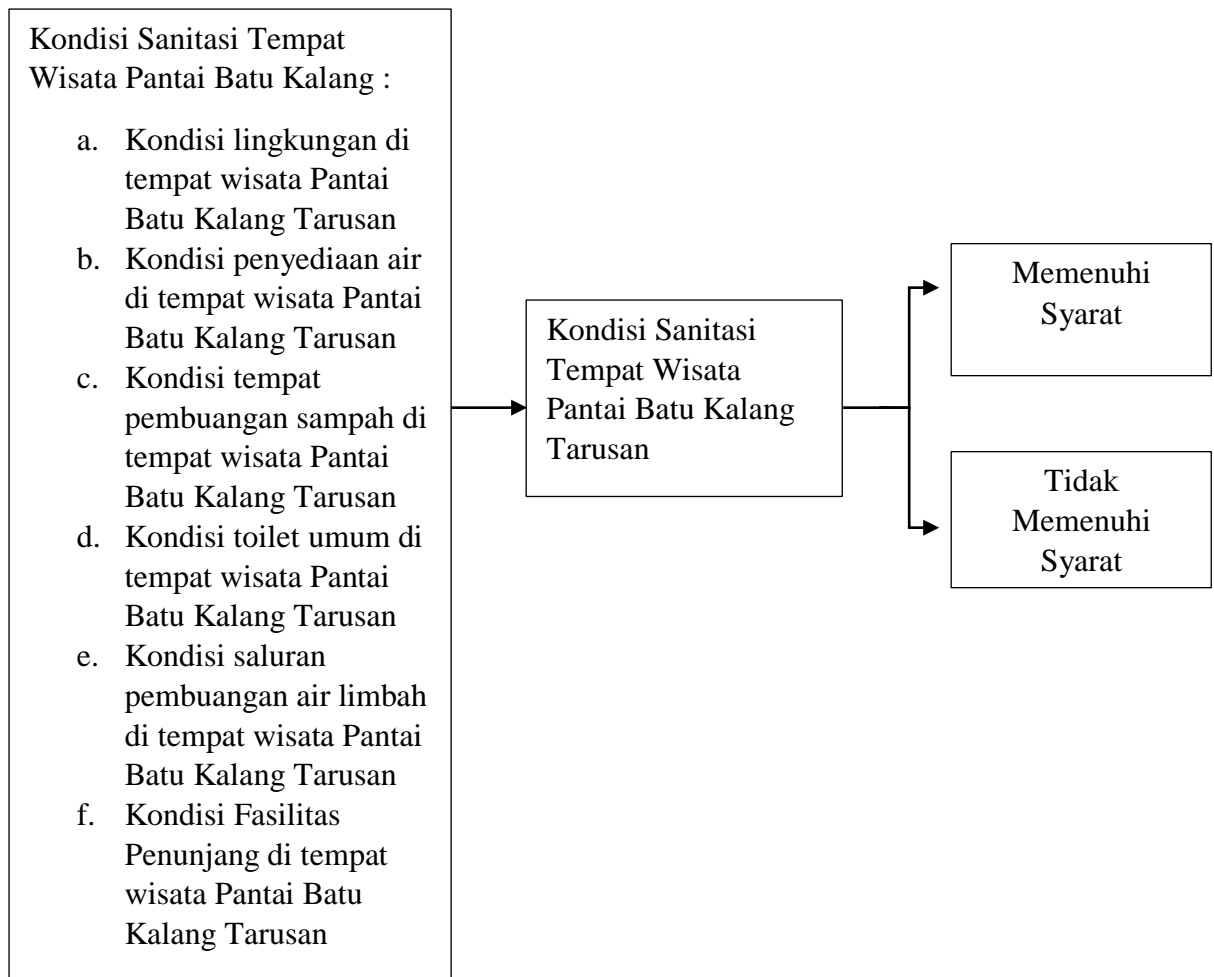 Kondisi Sanitasi Tempat
Wisata Pantai Batu Kalang :
a. Kondisi lingkungan di
tempat wisata Pantai
Batu Kalang Tarusan
b. Kondisi penyediaan air
di tempat wisata Pantai
Batu Kalang Tarusan
c. Kondisi tempat
pembuangan sampah di
tempat wisata Pantai
Batu Kalang Tarusan
d. Kondisi toilet umum di
tempat wisata Pantai
Batu Kalang Tarusan
e. Kondisi saluran
pembuangan air limbah
di tempat wisata Pantai
Batu Kalang Tarusan
f. Kondisi Fasilitas
Penunjang di tempat
wisata Pantai Batu
Kalang Tarusan
Kondisi Sanitasi
Tempat Wisata
Pantai Batu Kalang
Tarusan
Memenuhi
Syarat
Tidak
Memenuhi
Syarat